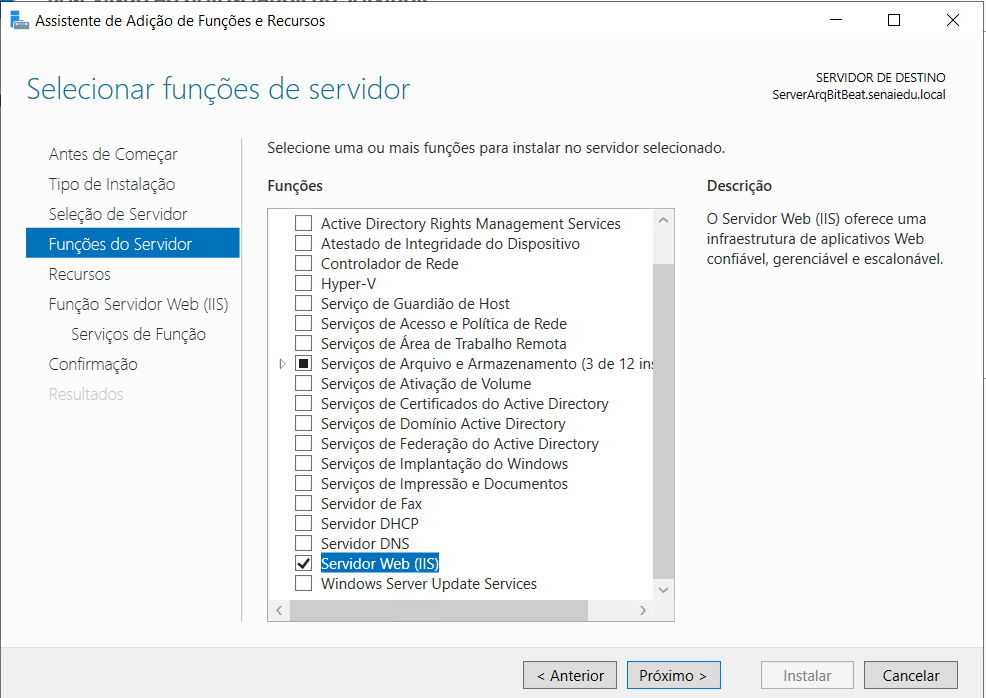 Assistente de Adição de Funções e Recursos
Selecionar funções de servidor
SERVIDOR DE DESTINO
ServerArqBitBeat.senaiedu.local
Antes de Começar
Tipo de Instalação
Seleção de Servidor
Funções do Servidor
Recursos
Função Servidor Web (IIS)
Serviços de Função
Confirmação
Resultados
Selecione uma ou mais funções para instalar no servidor selecionado.
Funções
Active Directory Rights Management Services
Atestado de Integridade do Dispositivo
Controlador de Rede
Hyper-V
Serviço de Guardião de Host
Serviços de Acesso e Política de Rede
Serviços de Área de Trabalho Remota
Serviços de Arquivo e Armazenamento (3 de 12 ins
Serviços de Ativação de Volume
Serviços de Certificados do Active Directory
Serviços de Domínio Active Directory
Serviços de Federação do Active Directory
Serviços de Implantação do Windows
Serviços de Impressão e Documentos
Servidor de Fax
Servidor DHCP
Servidor DNS
Servidor Web (IIS)
Windows Server Update Services
Descrição
O Servidor Web (IIS) oferece uma
infraestrutura de aplicativos Web
confiável, gerenciável e escalonável.
< Anterior
Próximo >
Instalar
Cancelar